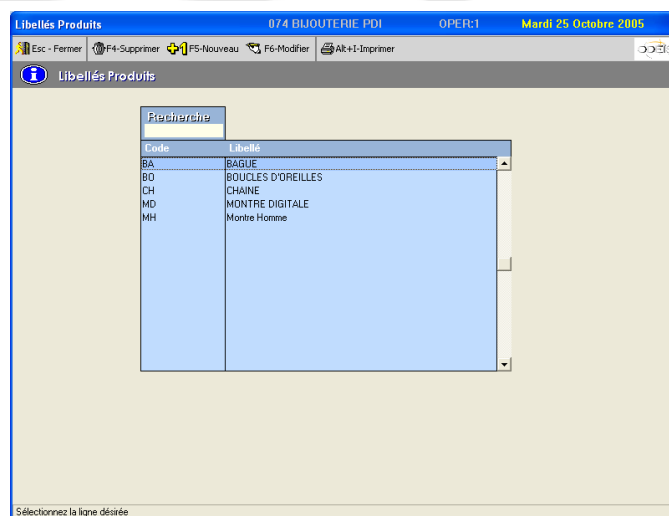 Libellés Produits 074 BIJOUTERIE PDI OPER:1 Mardi 25 Octobre 2005
Esc - Fermer F4-Supprimer F5-Nouveau F6-Modifier Alt+I-Imprimer
Libellés Produits
Recherche
Code Libellé
BA BAGUE
BO BOUCLES D'OREILLES
CH CHAINE
MD MONTRE DIGITALE
MH Montre Homme
Sélectionnez la ligne désirée